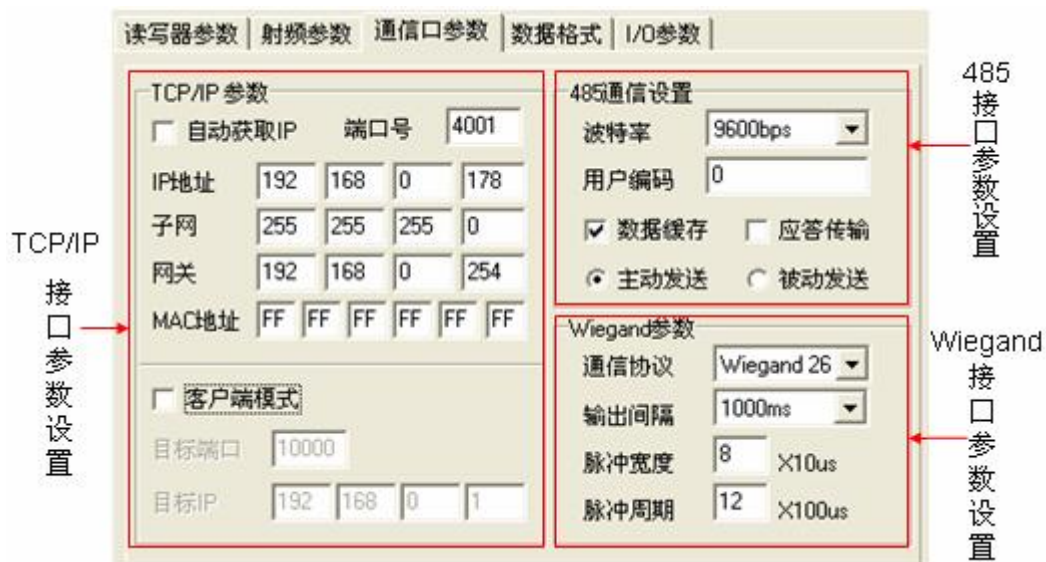 读写器参数 射频参数 通信口参数 数据格式 I/O参数
TCP/IP 参数
自动获取IP 端口号 4001
IP地址 192 168 0 178
子网 255 255 255 0
网关 192 168 0 254
MAC地址 FF FF FF FF FF FF
客户端模式
目标端口 10000
目标IP 192 168 0 1
485通信设置
波特率 9600bps
用户编码 0
数据缓存 应答传输
主动发送 被动发送
Wiegand参数
通信协议 Wiegand 26
输出间隔 1000ms
脉冲宽度 8 X10us
脉冲周期 12 X100us
TCP/IP
接口参数设置
485
接口参数设置
Wiegand
接口参数设置